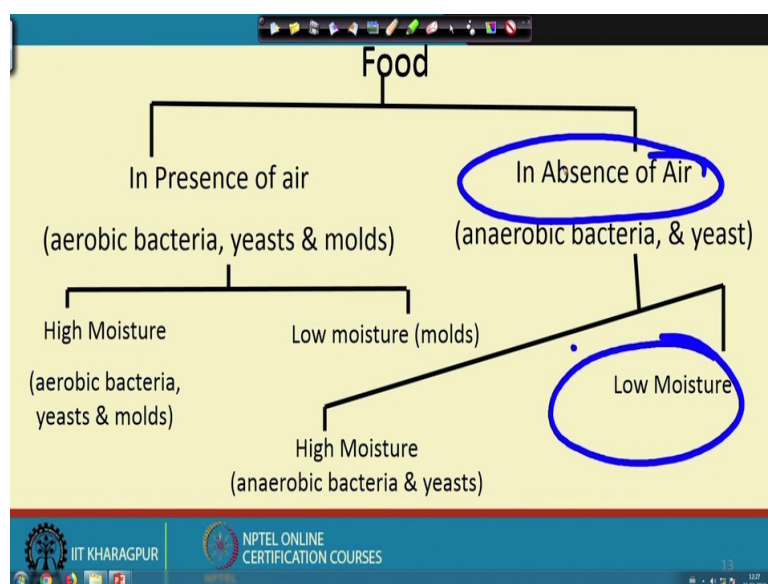 Food
In Presence of air
(aerobic bacteria, yeasts & molds)
High Moisture
(aerobic bacteria,
yeasts & molds)
Low moisture (molds)
In Absence of Air
(anaerobic bacteria, & yeast)
High Moisture
(anaerobic bacteria & yeasts)
Low Moisture
IIT KHARAGPUR
NPTEL ONLINE
CERTIFICATION COURSES
13
12:27